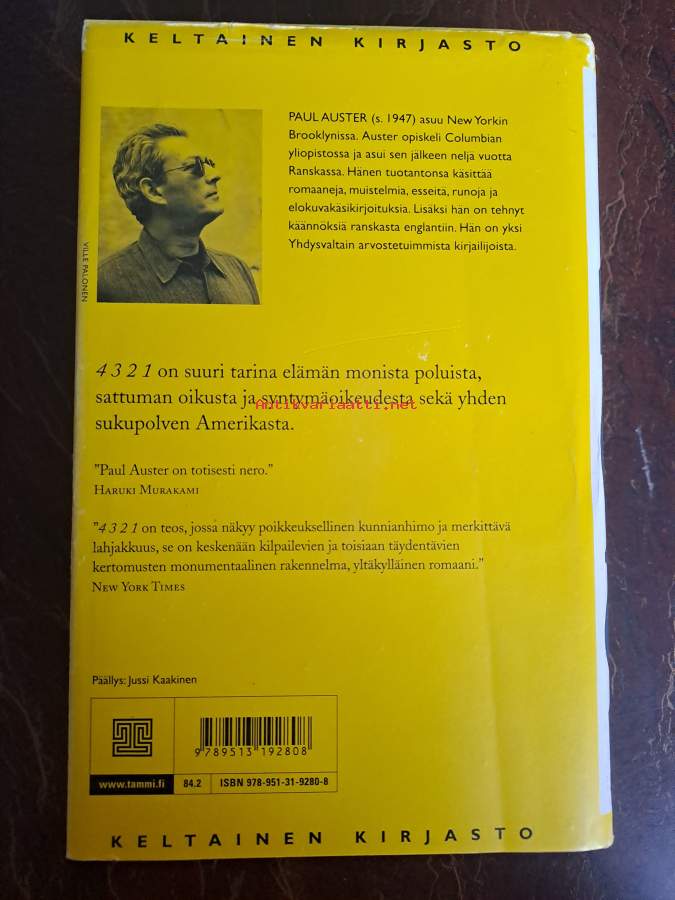 KELTAINEN KIRJASTO
PAUL AUSTER (s. 1947) asuu New Yorkin
Brooklynissa. Auster opiskeli Columbian
yliopistossa ja asui sen jälkeen neljä vuotta
Ranskassa. Hänen tuotantonsa käsittää
romaaneja, muistelmia, esseitä, runoja ja
elokuvakäsikirjoituksia. Lisäksi hän on tehnyt
käännöksiä ranskasta englantiin. Hän on yksi
Yhdysvaltain arvostetuimmista kirjailijoista.
VILLE PALONEN
4 3 2 1 on suuri tarina elämän monista poluista,
sattuman oikusta ja syntymäoikeudesta sekä yhden
Antikvariaatti.net
sukupolven Amerikasta.
"Paul Auster on totisesti nero."
HARUKI MURAKAMI
"4 3 2 1 on teos, jossa näkyy poikkeuksellinen kunnianhimo ja merkittävä
lahjakkuus, se on keskenään kilpailevien ja toisiaan täydentävien
kertomusten monumentaalinen rakennelma, yltäkylläinen romaani."
NEW YORK TIMES
Päällys: Jussi Kaakinen
9 789513 192808
www.tammi.fi
84.2
ISBN 978-951-31-9280-8
KELTAINEN KIRJASTO